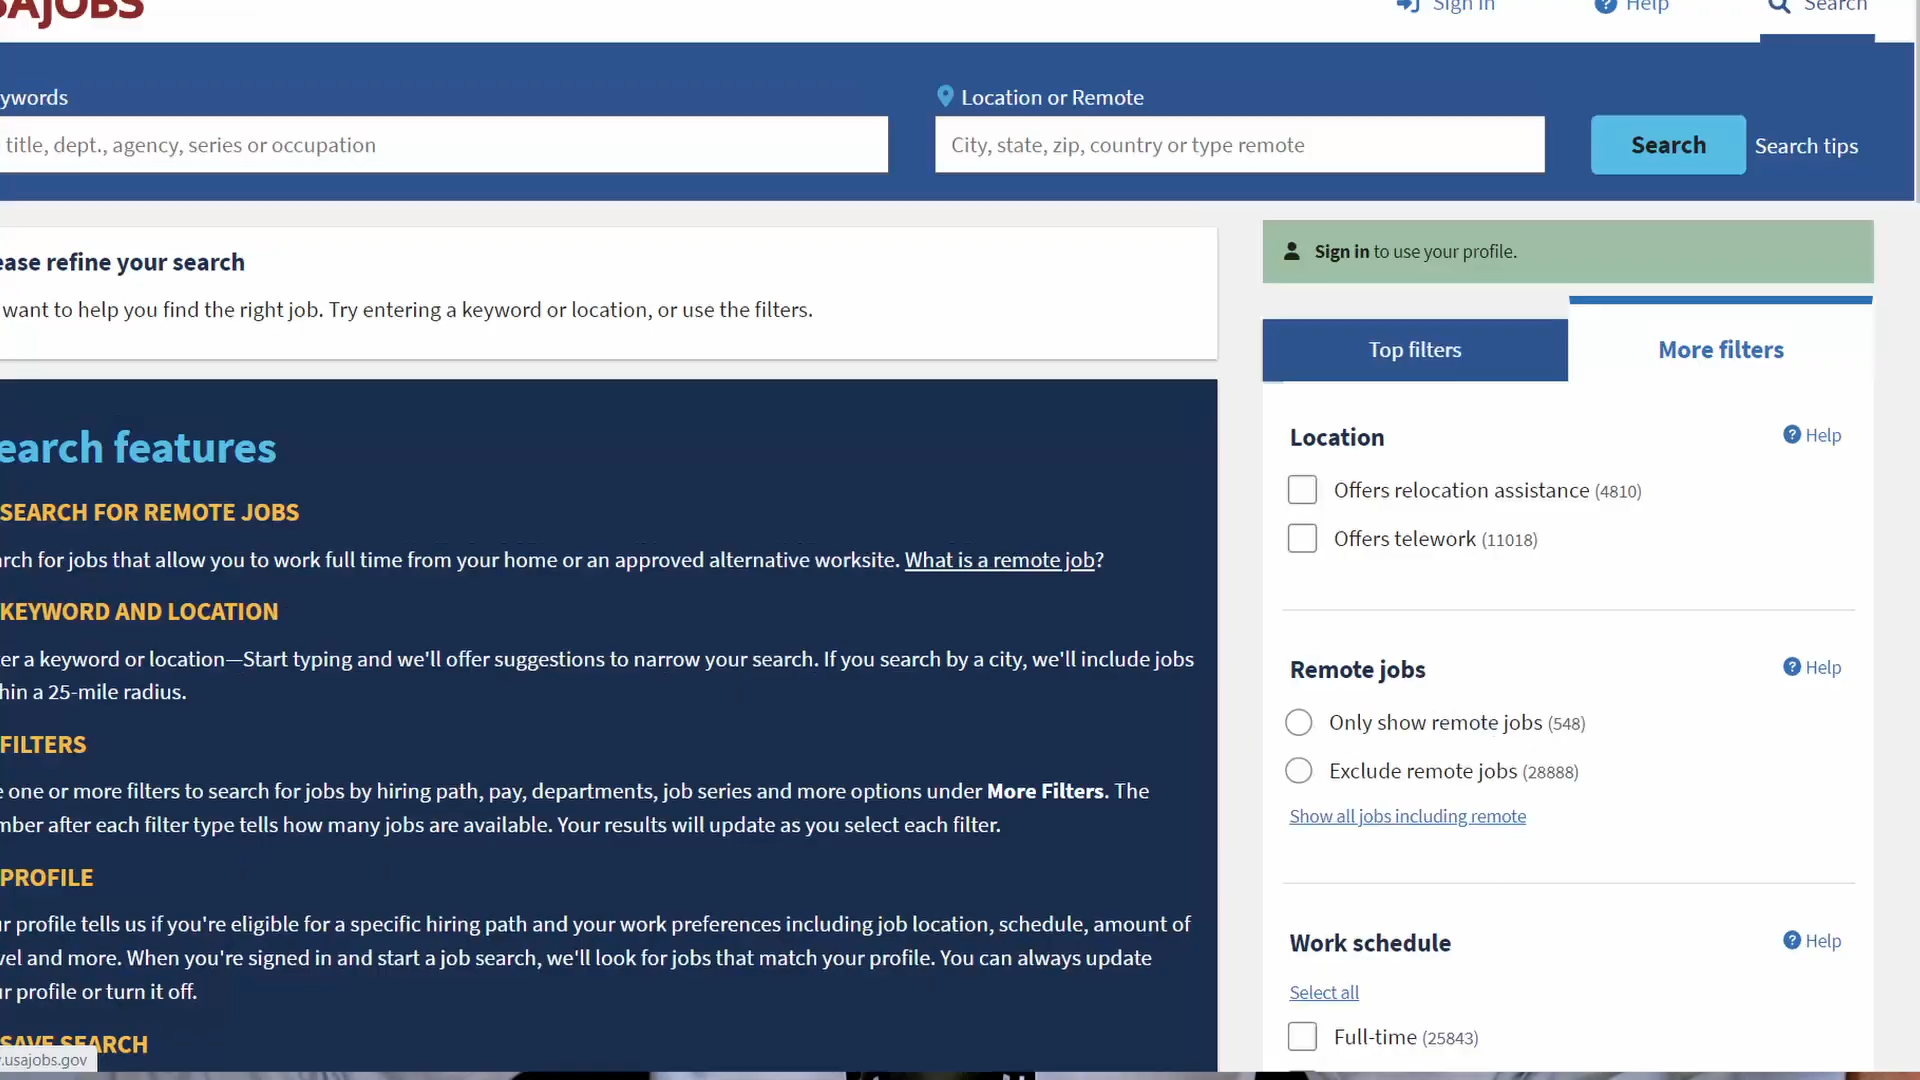 SAJOBS
Sign In
Help
Search
ywords
Location or Remote
title, dept., agency, series or occupation
City, state, zip, country or type remote
Search
Search tips
ease refine your search
want to help you find the right job. Try entering a keyword or location, or use the filters.
Sign in to use your profile.
Top filters
More filters
earch features
SEARCH FOR REMOTE JOBS
rch for jobs that allow you to work full time from your home or an approved alternative worksite. What is a remote job?
KEYWORD AND LOCATION
er a keyword or location—Start typing and we'll offer suggestions to narrow your search. If you search by a city, we'll include jobs
hin a 25-mile radius.
FILTERS
e one or more filters to search for jobs by hiring path, pay, departments, job series and more options under More Filters. The
mber after each filter type tells how many jobs are available. Your results will update as you select each filter.
PROFILE
ur profile tells us if you're eligible for a specific hiring path and your work preferences including job location, schedule, amount of
vel and more. When you're signed in and start a job search, we'll look for jobs that match your profile. You can always update
ur profile or turn it off.
SAVE SEARCH
.usajobs.gov
Location
Help
Offers relocation assistance (4810)
Offers telework (11018)
Remote jobs
Help
Only show remote jobs (548)
Exclude remote jobs (28888)
Show all jobs including remote
Work schedule
Help
Select all
Full-time (25843)